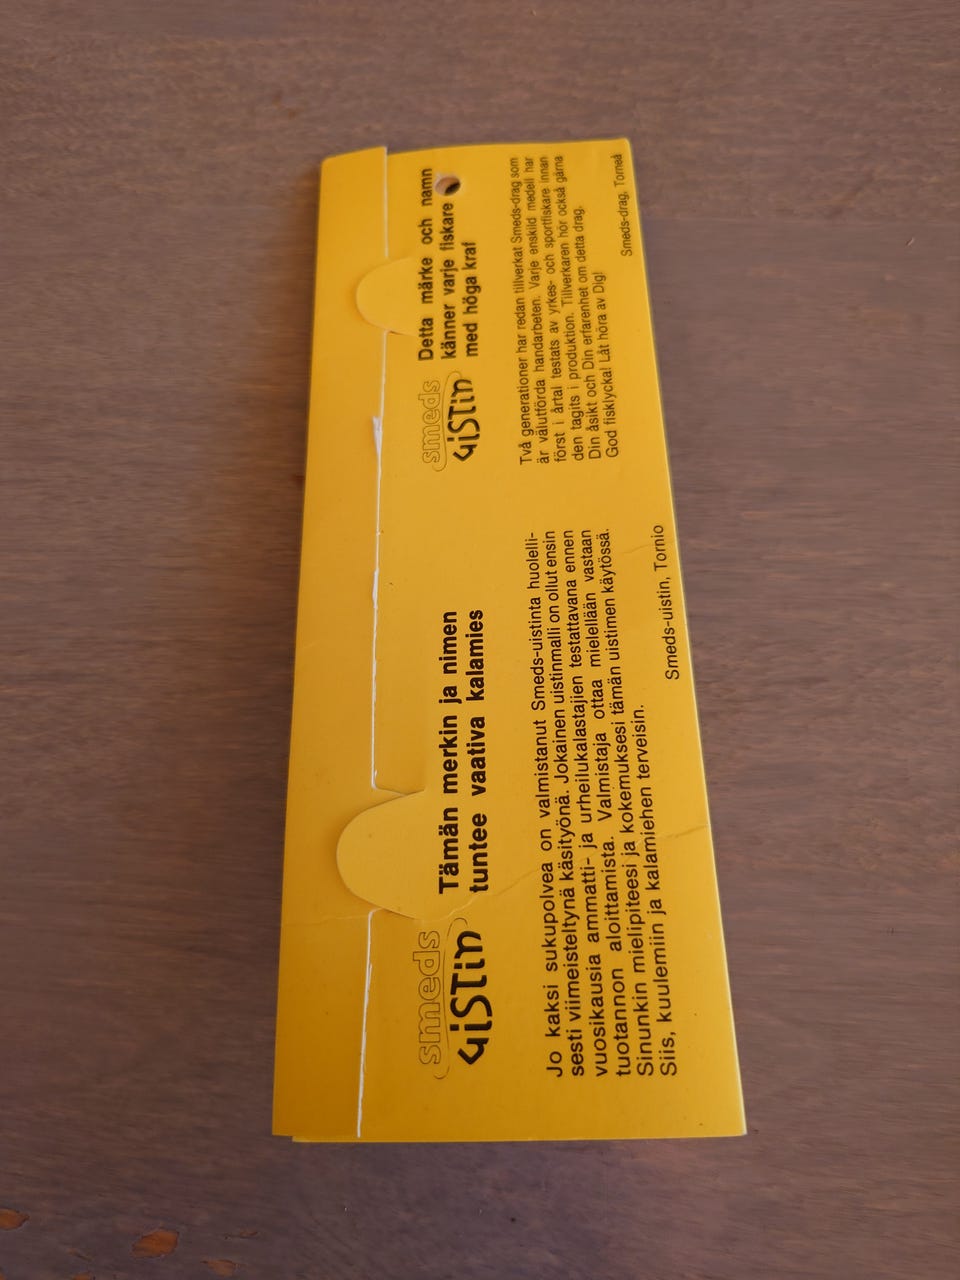 smeds
uistin
Tämän merkin ja nimen
tuntee vaativa kalamies
Jo kaksi sukupolvea on valmistanut Smeds-uistinta huolelli-
sesti viimeisteltynä käsityönä. Jokainen uistinmalli on ollut ensin
vuosikausia ammatti- ja urheilukalastajien testattavana ennen
tuotannon aloittamista. Valmistaja ottaa mielellään vastaan
Sinunkin mielipiteesi ja kokemuksesi tämän uistimen käytössä.
Siis, kuulemiin ja kalamiehen terveisin.
Smeds-uistin, Tornio
smeds
uistin
Detta märke och namn
känner varje fiskare
med höga kraf
Två generationer har redan tillverkat Smeds-drag som
är välutförda handarbeten. Varje enskild medell har
först i årtal testats av yrkes- och sportfiskare innan
den tagits i produktion. Tillverkaren hör också gärna
Din åsikt och Din erfarenhet om detta drag.
God fisklycka! Låt höra av Dig!
Smeds-drag, Torneå